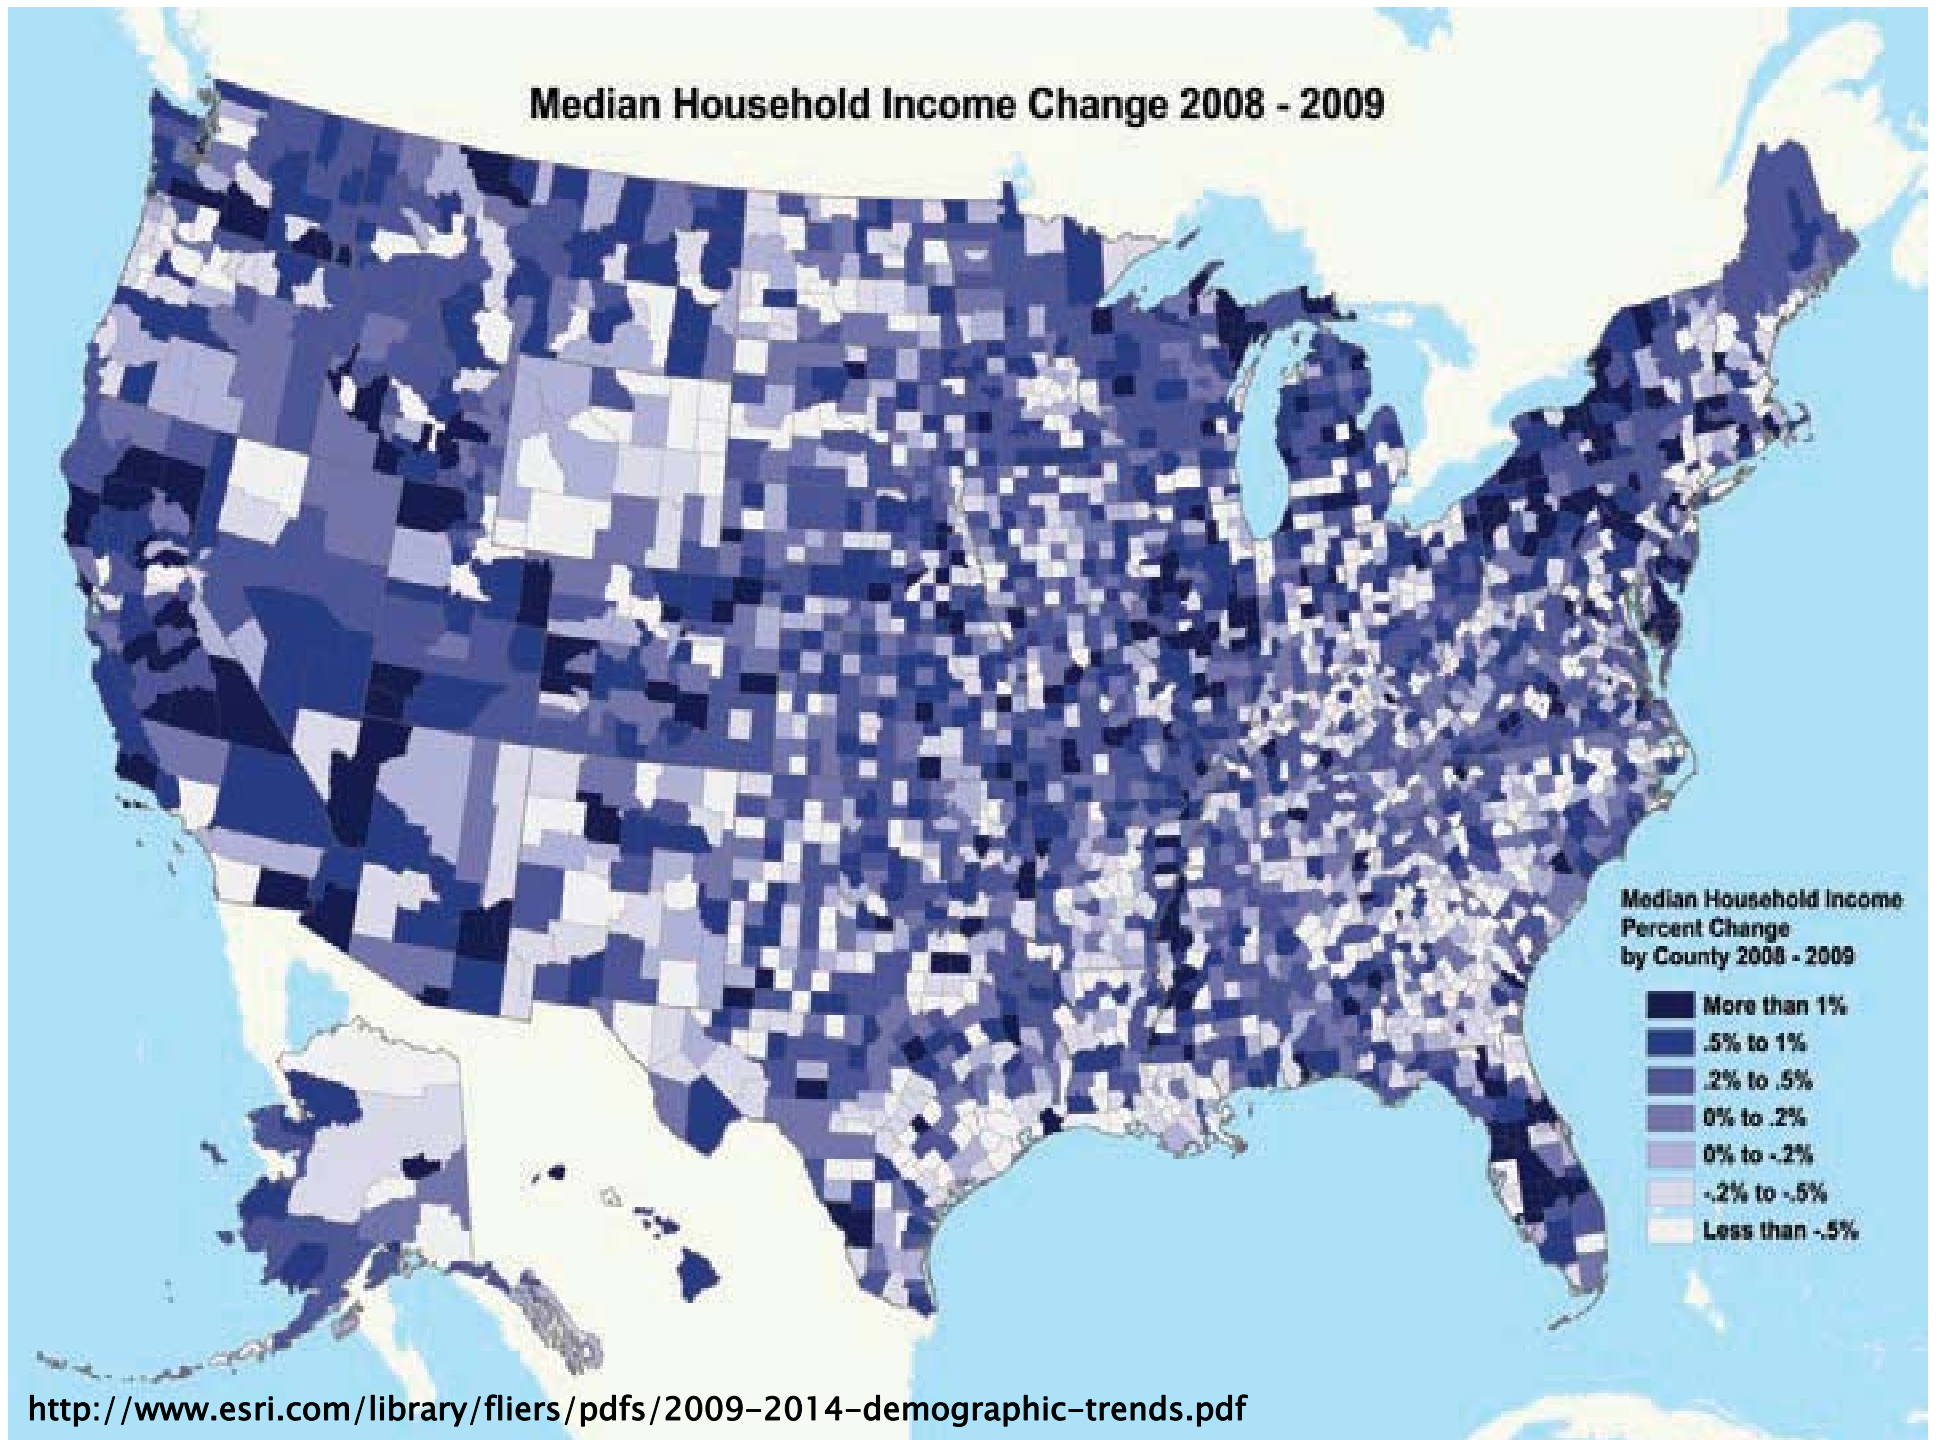 Median Household Income Change 2008 - 2009
Median Household Income
Percent Change
by County 2008 - 2009
More than 1%
.5% to 1%
.2% to .5%
0% to .2%
0% to -.2%
-.2% to -.5%
Less than -.5%
http://www.esri.com/library/fliers/pdfs/2009-2014-demographic-trends.pdf